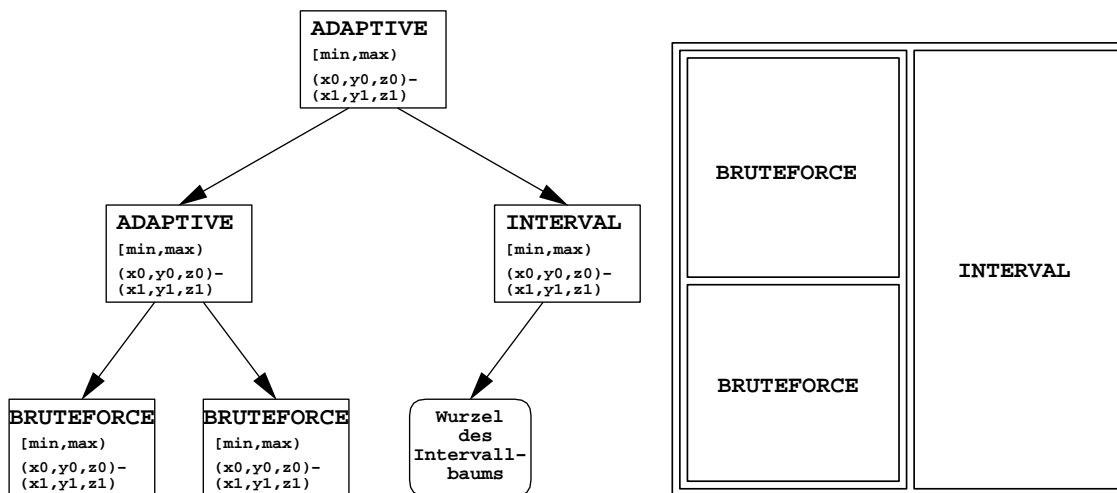 ADAPTIVE
[min,max)
(x0,y0,z0)-
(x1,y1,z1)
ADAPTIVE
[min,max)
(x0,y0,z0)-
(x1,y1,z1)
INTERVAL
[min,max)
(x0,y0,z0)-
(x1,y1,z1)
BRUTEFORCE
[min,max)
(x0,y0,z0)-
(x1,y1,z1)
BRUTEFORCE
[min,max)
(x0,y0,z0)-
(x1,y1,z1)
Wurzel
des
Intervall-
baums
BRUTEFORCE
BRUTEFORCE
INTERVAL